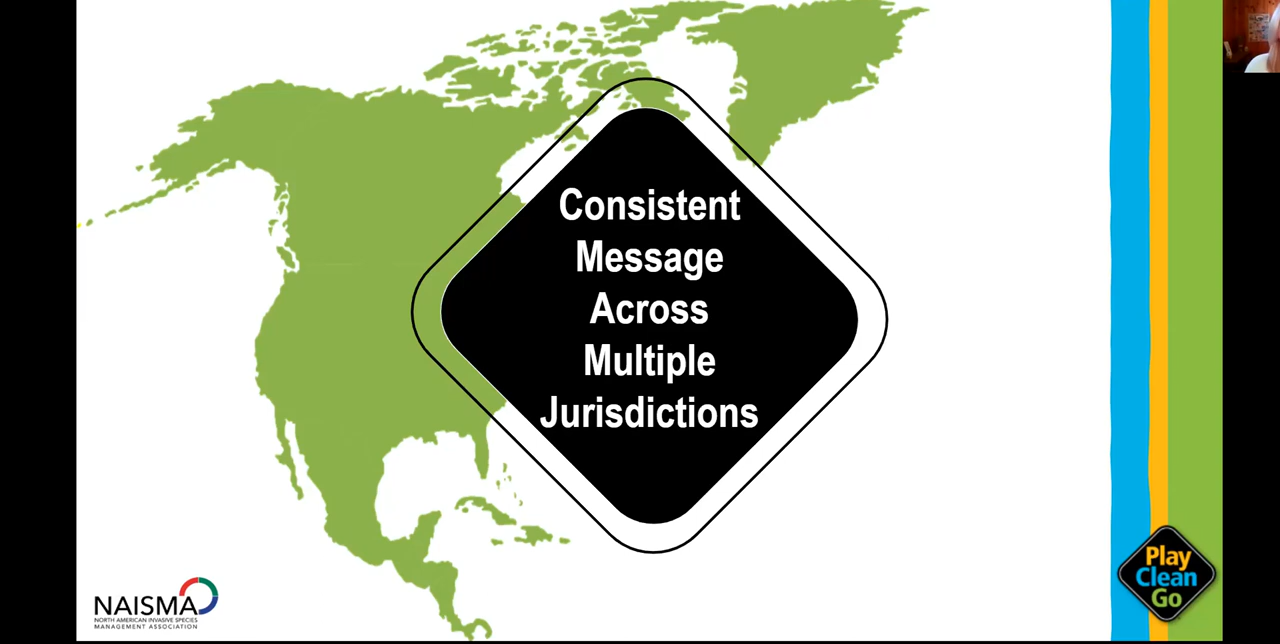 Consistent
Message
Across
Multiple
Jurisdictions
NAISMA
NORTH AMERICAN INVASIVE SPECIES
MANAGEMENT ASSOCIATION
Play
Clean
Go